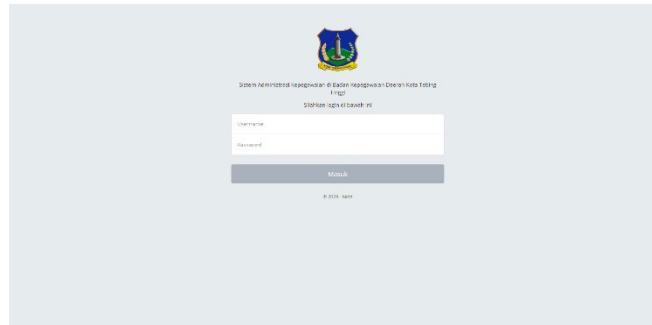 Sistem Administrasi Kepegawaian di Badan Kepegawaian Daerah Kota Tebing
Tinggi
Silahkan login di bawah ini
Username
Password
Masuk